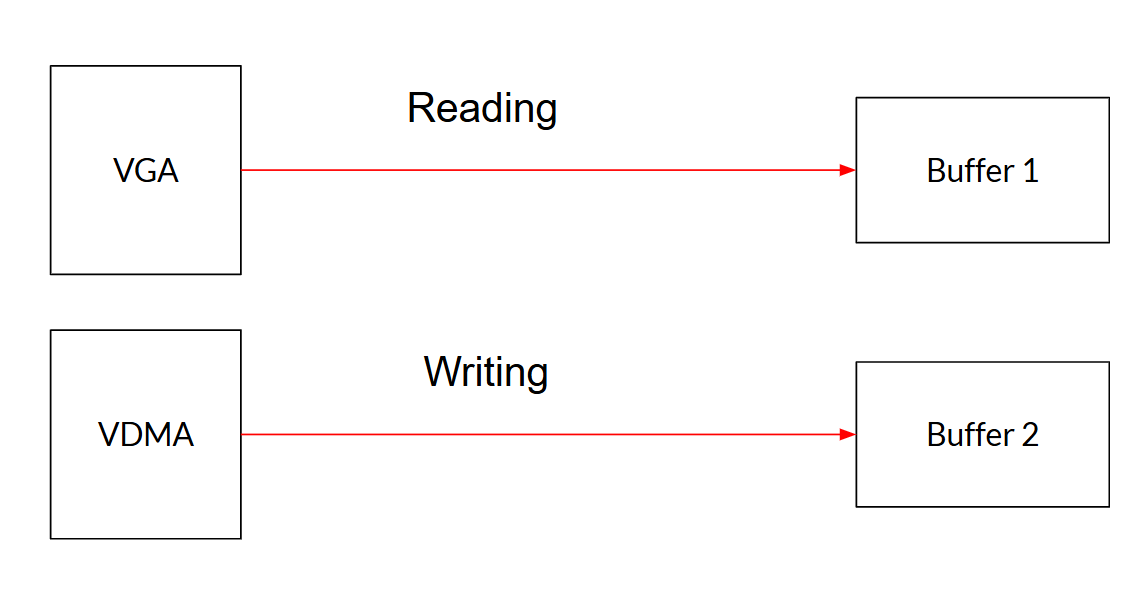 Reading
VGA
Buffer 1
Writing
VDMA
Buffer 2